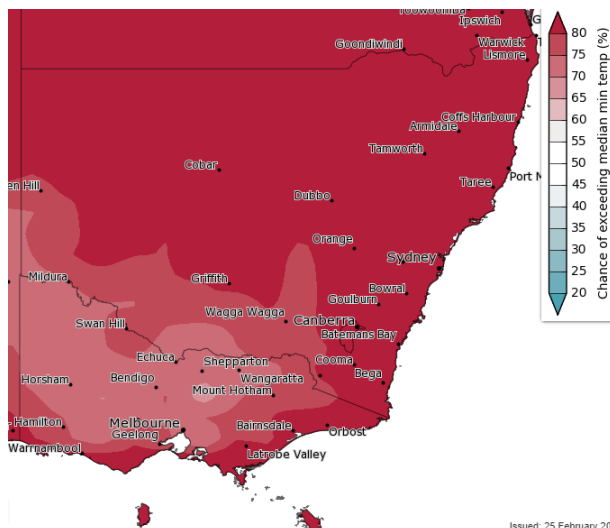 Ipswich
Goondiwindi
Warwick
Lismore
Coffs Harbour
Armidale
Tamworth
Cobar
Taree
Port M
en Hill
Dubbo
Orange
Sydney
Mildura
Griffith
Bowral
Goulburn
Wagga Wagga
Canberra
Swan Hill
Batemans Bay
Echuca
Shepparton
Cooma
Horsham
Bendigo
Wangaratta
Bega
Mount Hotham
Hamilton
Melbourne
Bairnsdale
Geelong
Orbost
Warrnambool
Latrobe Valley
80
75
70
65
60
55
50
45
40
35
30
25
20
Chance of exceeding median min temp (%)
Issued: 25 February 20